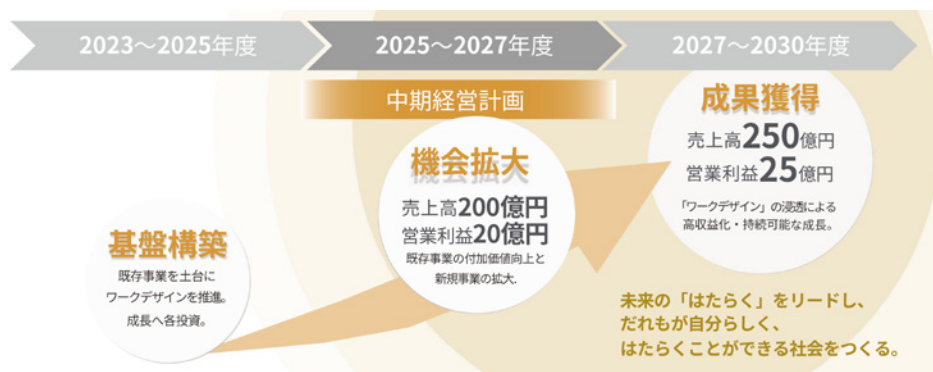 2023～2025年度
2025～2027年度
2027～2030年度
中期経営計画
基盤構築
既存事業を土台に
ワークデザインを推進。
成長へ各投資。
機会拡大
売上高200億円
営業利益20億円
既存事業の付加価値向上と
新規事業の拡大.
成果獲得
売上高250億円
営業利益25億円
「ワークデザイン」の浸透による
高収益化・持続可能な成長。
未来の「はたらく」をリードし、
だれもが自分らしく、
はたらくことができる社会をつくる。